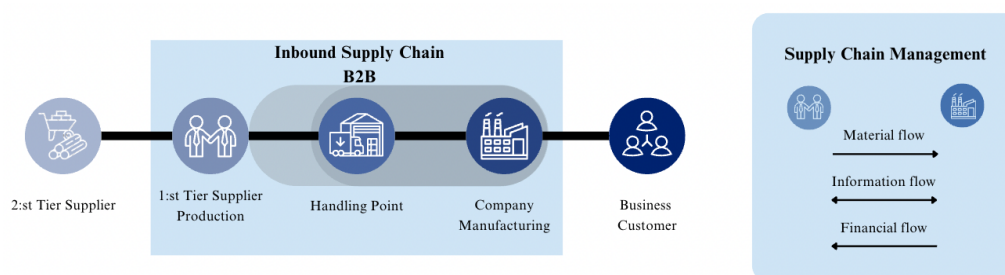 Inbound Supply Chain
B2B
2:st Tier Supplier
1:st Tier Supplier
Production
Handling Point
Company
Manufacturing
Business
Customer
Supply Chain Management
Material flow
Information flow
Financial flow